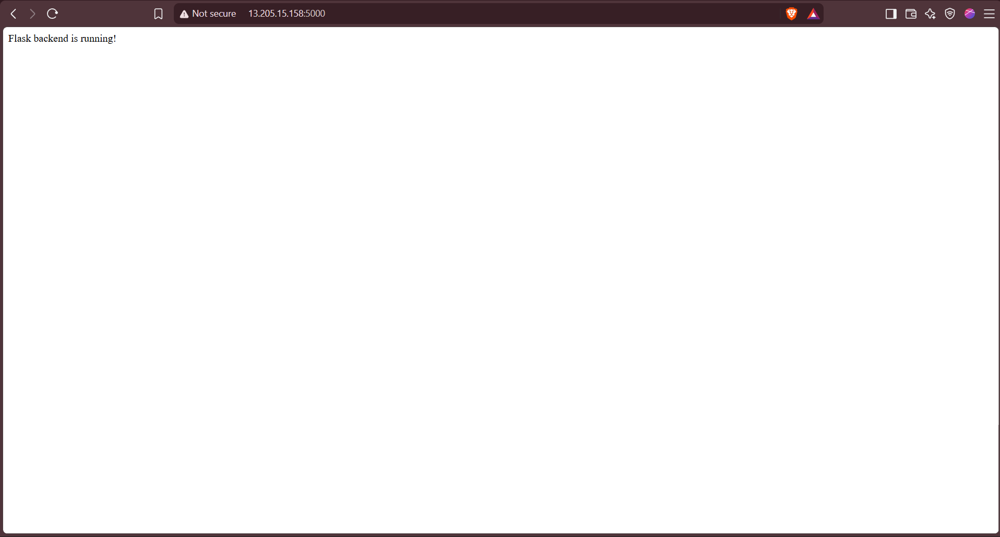 Not secure 13.205.15.158:5000
Flask backend is running!